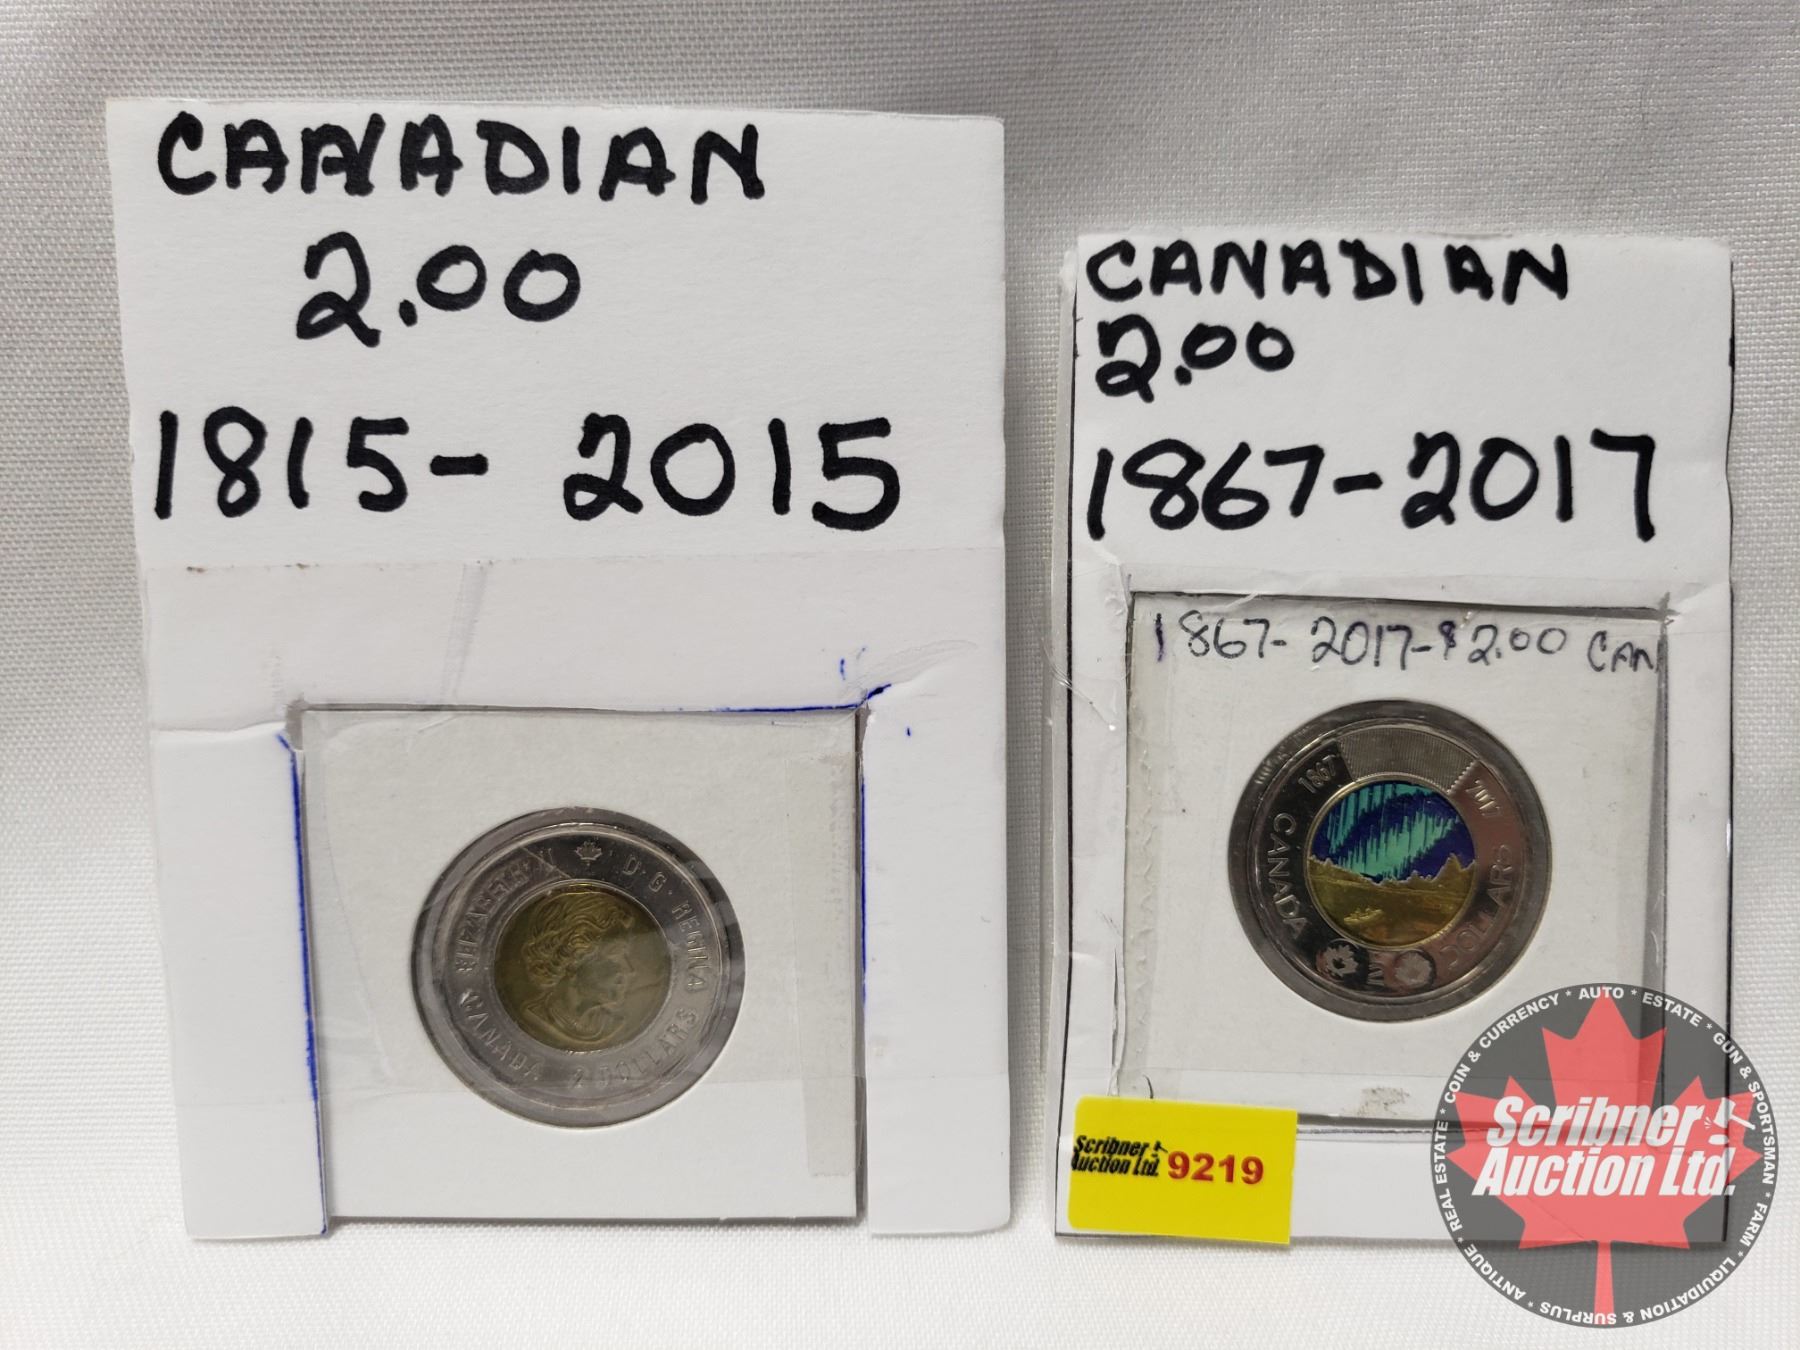 CANADIAN
2.00
1815- 2015
ELIZABETH II D·G·REGINA
CANADA 2 DOLLARS
CANADIAN
2.00
1867-2017
1867- 2017-$2.00 CAN
1867 2017
CANADA DOLLARS
Scribner
Auction Ltd. 9219
Scribner
Auction Ltd.
REAL ESTATE * COIN & CURRENCY * AUTO * ESTATE * GUN & SPORTSMAN * FARM * LIQUIDATION & SURPLUS * ANTIQUE *